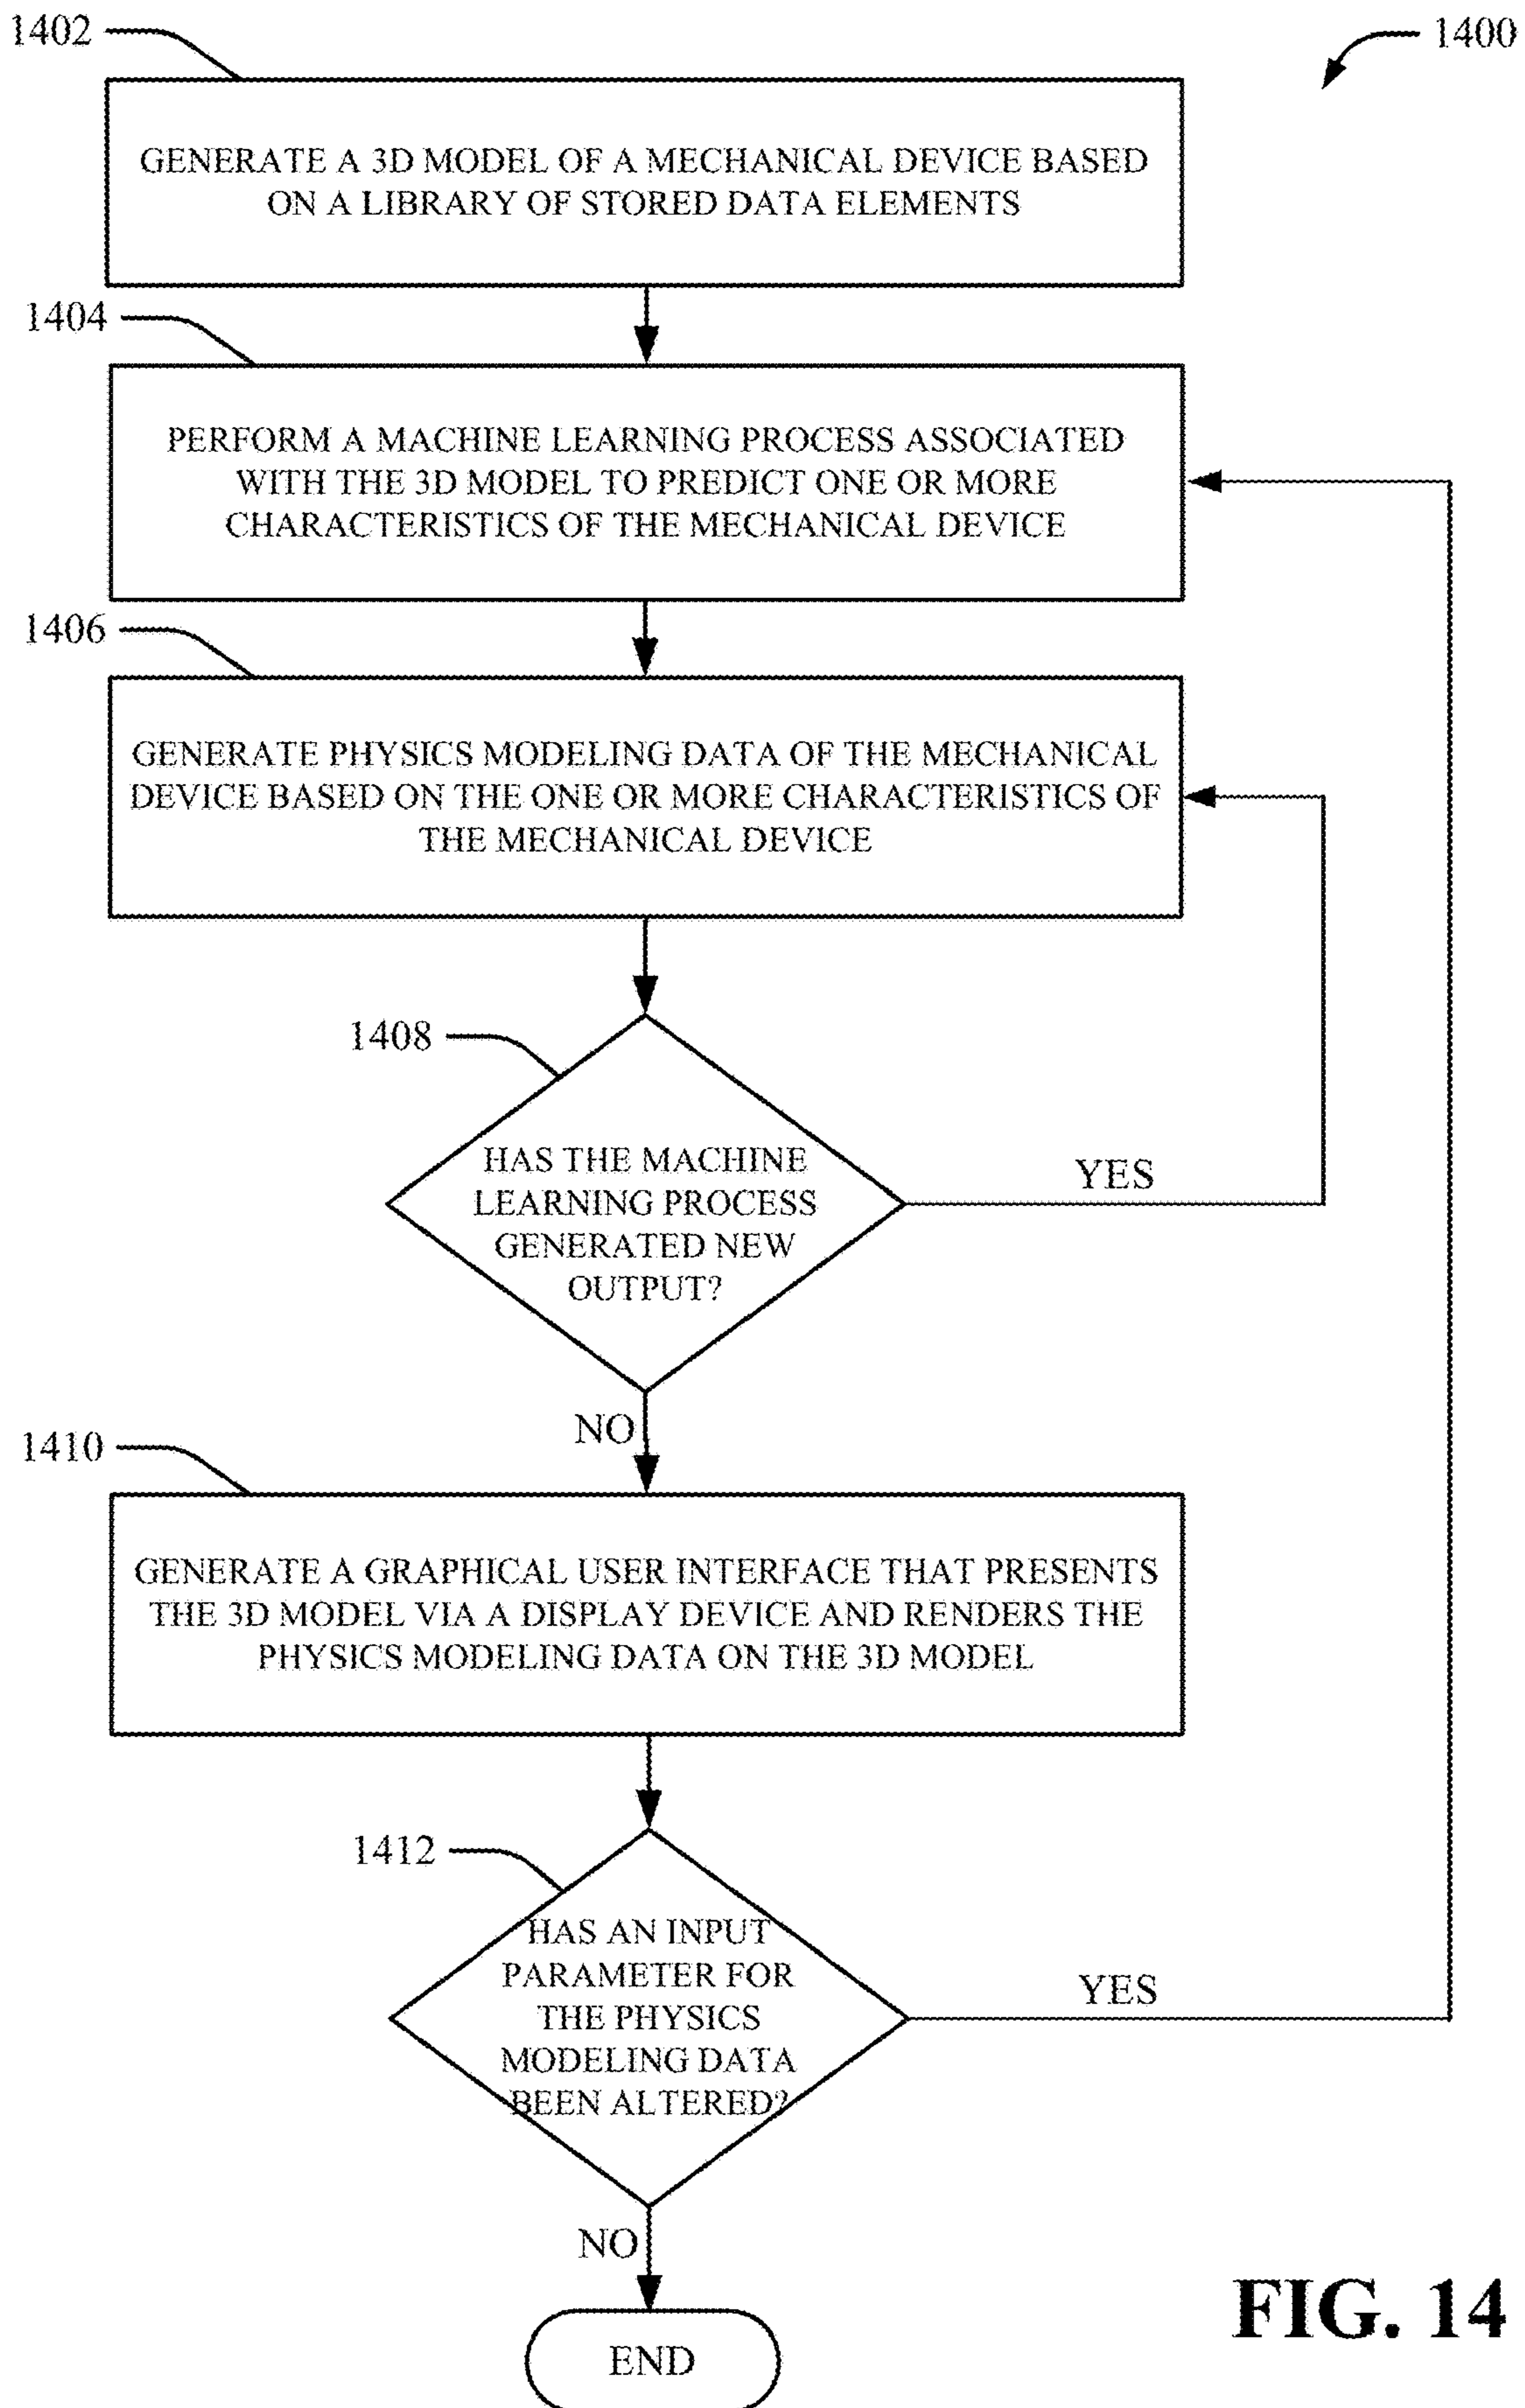 1402
1400
GENERATE A 3D MODEL OF A MECHANICAL DEVICE BASED
ON A LIBRARY OF STORED DATA ELEMENTS
1404
PERFORM A MACHINE LEARNING PROCESS ASSOCIATED
WITH THE 3D MODEL TO PREDICT ONE OR MORE
CHARACTERISTICS OF THE MECHANICAL DEVICE
1406
GENERATE PHYSICS MODELING DATA OF THE MECHANICAL
DEVICE BASED ON THE ONE OR MORE CHARACTERISTICS OF
THE MECHANICAL DEVICE
1408
HAS THE MACHINE
LEARNING PROCESS
GENERATED NEW
OUTPUT?
YES
NO
1410
GENERATE A GRAPHICAL USER INTERFACE THAT PRESENTS
THE 3D MODEL VIA A DISPLAY DEVICE AND RENDERS THE
PHYSICS MODELING DATA ON THE 3D MODEL
1412
HAS AN INPUT
PARAMETER FOR
THE PHYSICS
MODELING DATA
BEEN ALTERED?
YES
NO
END
FIG. 14